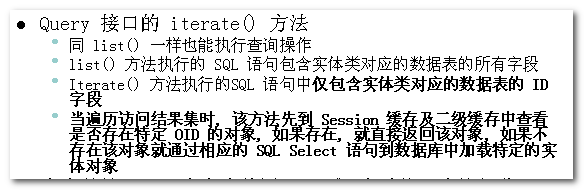 Query 接口的 iterate() 方法
同 list() 一样也能执行查询操作
list() 方法执行的 SQL 语句包含实体类对应的数据表的所有字段
Iterate() 方法执行的SQL 语句中仅包含实体类对应的数据表的 ID
字段
当遍历访问结果集时, 该方法先到 Session 缓存及二级缓存中查看
是否存在特定 OID 的对象, 如果存在, 就直接返回该对象, 如果不
存在该对象就通过相应的 SQL Select 语句到数据库中加载特定的实
体对象